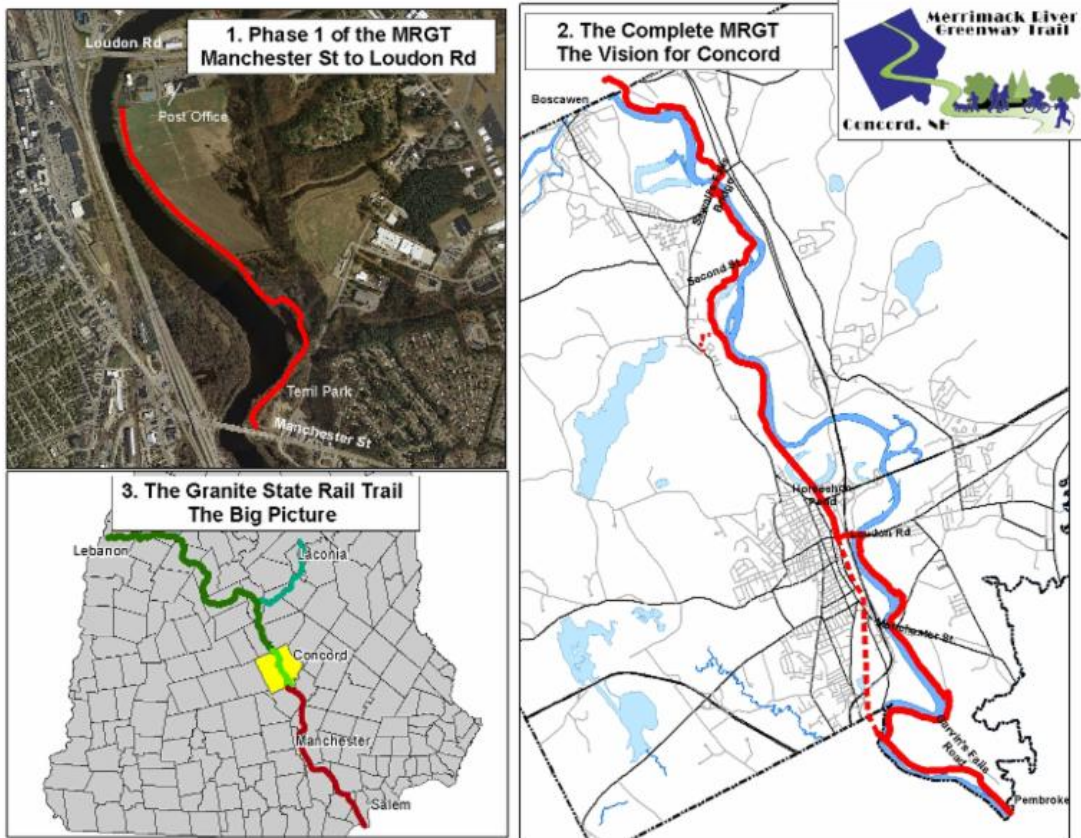 1. Phase 1 of the MRGT
Manchester St to Loudon Rd
Loudon Rd
Post Office
Terril Park
Manchester St
3. The Granite State Rail Trail
The Big Picture
Lebanon
Laconia
Concord
Manchester
Salem
2. The Complete MRGT
The Vision for Concord
Merrimack River
Greenway Trail
Concord, NH
Boscawen
Second St
Horseshoe
Pond
Loudon Rd
Manchester St.
Garvin's Falls
Road
Pembroke